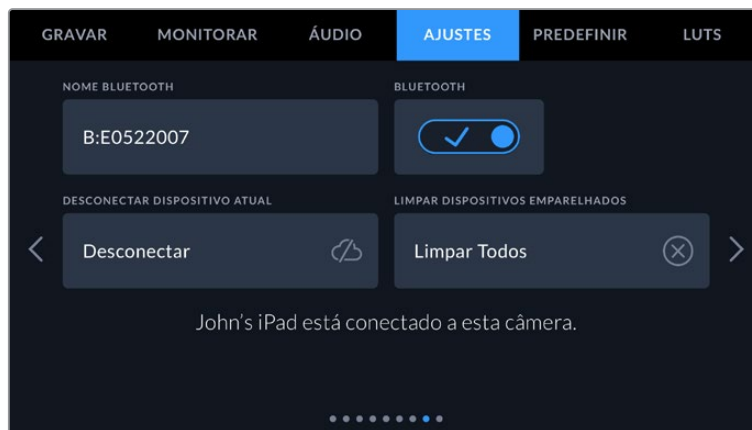 GRAVAR MONITORAR ÁUDIO AJUSTES PREDEFINIR LUTS
NOME BLUETOOTH BLUETOOTH
B:E0522007
DESCONECTAR DISPOSITIVO ATUAL LIMPAR DISPOSITIVOS EMPARELHADOS
Desconectar Limpar Todos
John’s iPad está conectado a esta câmera.